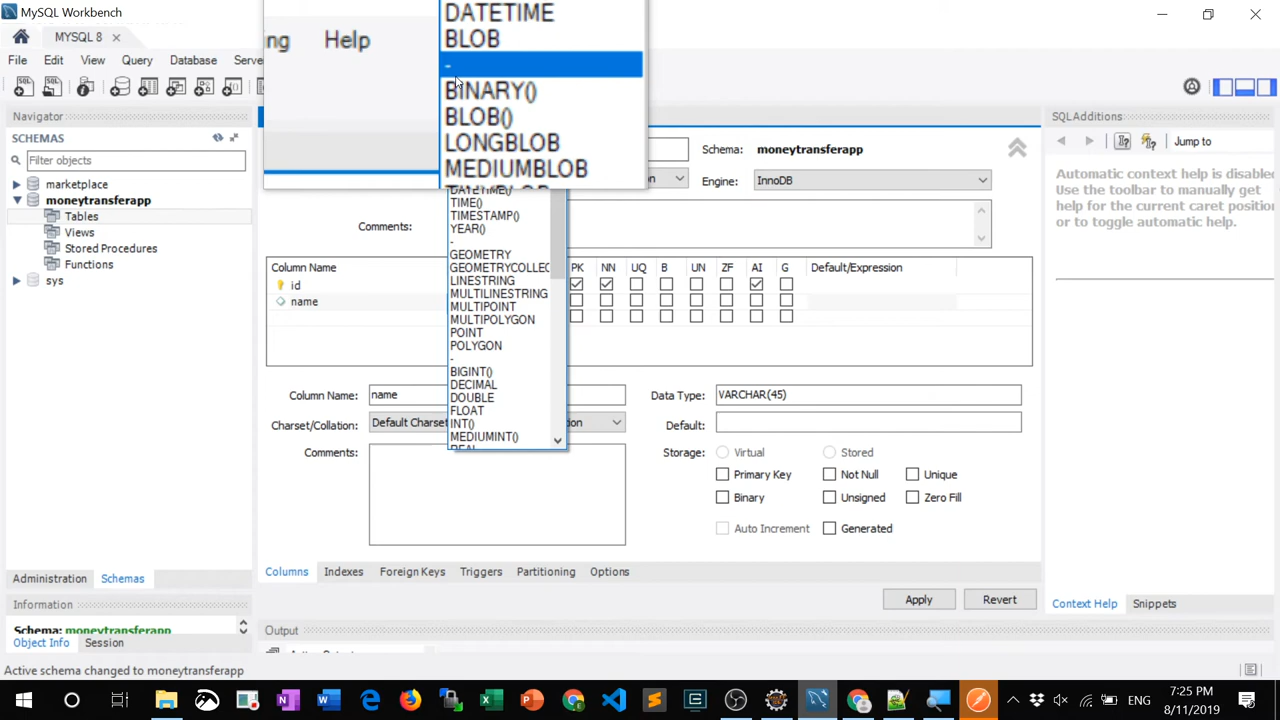 MySQL Workbench
MYSQL 8
File Edit View Query Database Serve
ng Help
DATETIME
BLOB
-
BINARY()
BLOB()
LONGBLOB
MEDIUMBLOB
Navigator
SCHEMAS
Filter objects
marketplace
moneytransferapp
Tables
Views
Stored Procedures
Functions
sys
Administration Schemas
Information
Schema: moneytransferapp
Object Info Session
Schema: moneytransferapp
Engine: InnoDB
Comments:
DATETIME()
TIME()
TIMESTAMP()
YEAR()
-
GEOMETRY
GEOMETRYCOLLEC
LINESTRING
MULTILINESTRING
MULTIPOINT
MULTIPOLYGON
POINT
POLYGON
-
BIGINT()
DECIMAL
DOUBLE
FLOAT
INT()
MEDIUMINT()
REAL
Column Name PK NN UQ B UN ZF AI G Default/Expression
id
name
Column Name: name Data Type: VARCHAR(45)
Charset/Collation: Default Charset Default:
Comments: Storage: Virtual Stored
Primary Key Not Null Unique
Binary Unsigned Zero Fill
Auto Increment Generated
Columns Indexes Foreign Keys Triggers Partitioning Options
Apply Revert
Output
SQLAdditions
Jump to
Automatic context help is disabled
Use the toolbar to manually get
help for the current caret position
or to toggle automatic help.
Context Help Snippets
Active schema changed to moneytransferapp
ENG
7:25 PM
8/11/2019